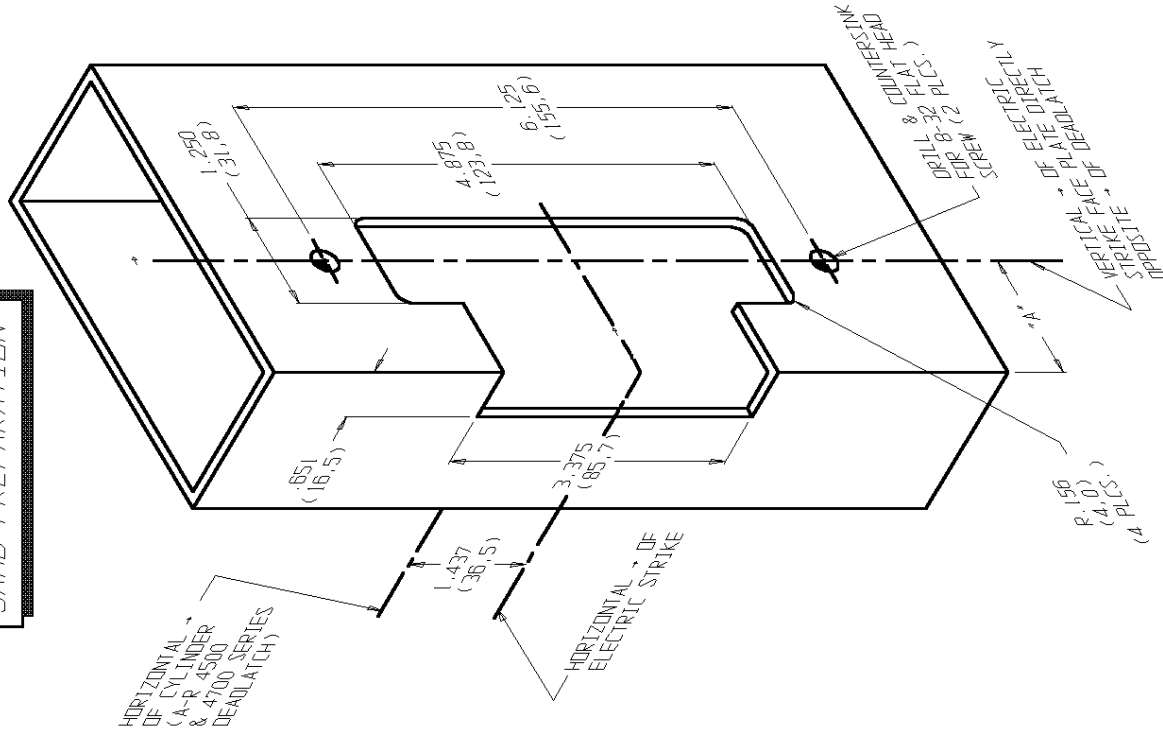 JAMB PREPARATION
1.250
(31,8)
4.875
(123,8)
6.125
(155,6)
DRILL & COUNTERSINK
FOR 8-32 FLAT HEAD
SCREW (2 PLCS.)
VERTICAL OF ELECTRIC
STRIKE FACE PLATE DIRECTLY
OPPOSITE OF DEADLATCH
"A"
.651
(16,5)
3.375
(85,7)
1.437
(36,5)
R.156
(4,0)
(4 PLCS.)
HORIZONTAL
OF CYLINDER
(A-R 4500
& 4700 SERIES
DEADLATCH)
HORIZONTAL OF
ELECTRIC STRIKE